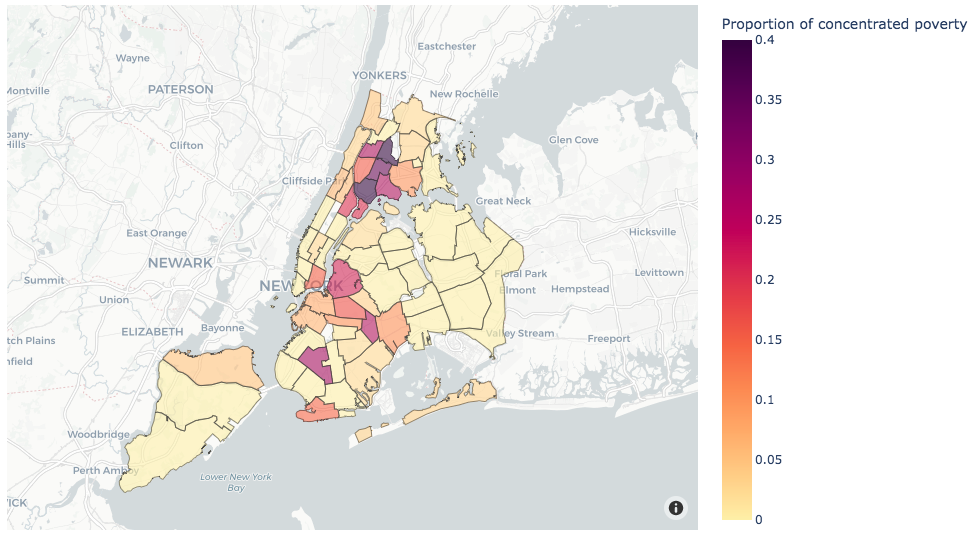 Proportion of concentrated poverty
0.4
0.35
0.3
0.25
0.2
0.15
0.1
0.05
0
Eastchester
Wayne
YONKERS
Montville
PATERSON
New Rochelle
pany-
Hills
Glen Cove
Clifton
Cliffside Park
Great Neck
East Orange
Hicksville
NEWARK
Floral Park
Levittown
Summit
NEW YORK
Elmont
Hempstead
Union
ELIZABETH
Bayonne
Valley Stream
Freeport
tch Plains
nfield
Woodbridge
Perth Amboy
Lower New York
Bay
ICK
i